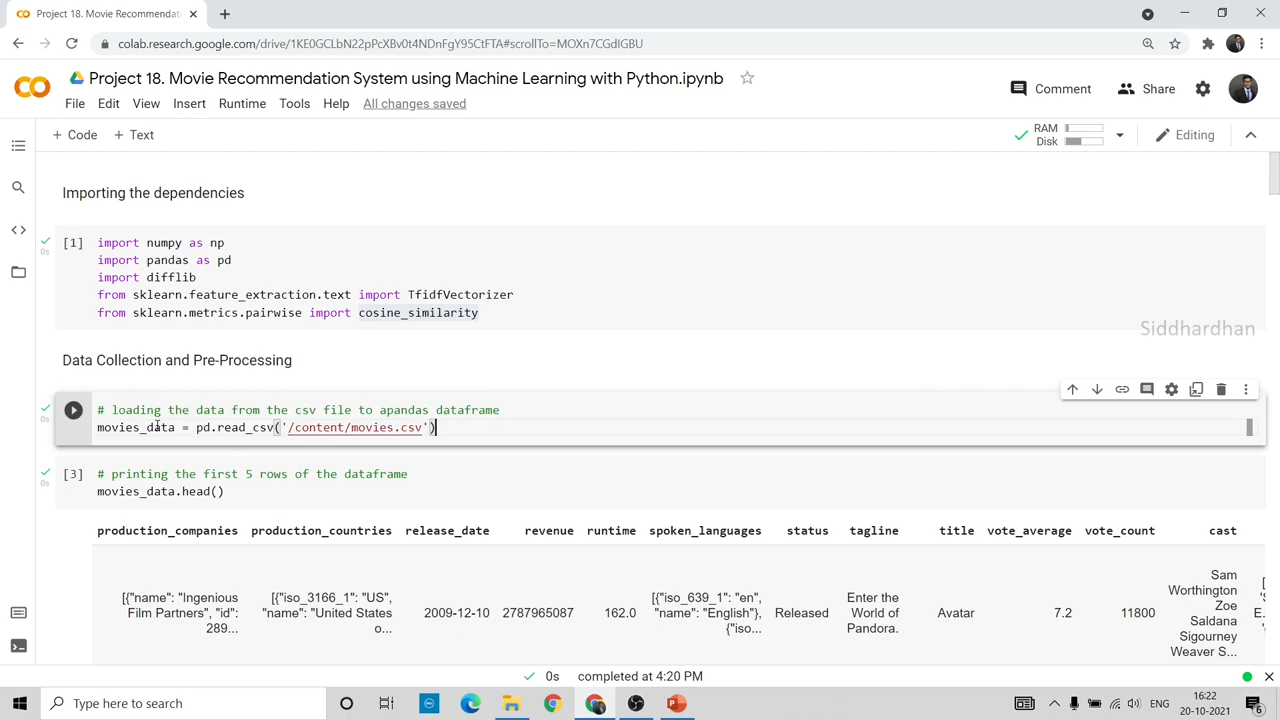 Project 18. Movie Recommendati
colab.research.google.com/drive/1KE0GCLbN22pPcXBv0t4NDnFgY95CtFTA#scrollTo=MOXn7CGdIGBU
Project 18. Movie Recommendation System using Machine Learning with Python.ipynb
Comment
Share
File Edit View Insert Runtime Tools Help All changes saved
+ Code + Text
RAM
Disk
Editing
Importing the dependencies
[1] import numpy as np
0s
import pandas as pd
import difflib
from sklearn.feature_extraction.text import TfidfVectorizer
from sklearn.metrics.pairwise import cosine_similarity
Siddhardhan
Data Collection and Pre-Processing
# loading the data from the csv file to apandas dataframe
0s
movies_data = pd.read_csv('/content/movies.csv')
[3] # printing the first 5 rows of the dataframe
0s
movies_data.head()
production_companies production_countries release_date revenue runtime spoken_languages status tagline title vote_average vote_count cast
[{"name": "Ingenious Film Partners", "id": 289...
[{"iso_3166_1": "US", "name": "United States o...
2009-12-10
2787965087
162.0
[{"iso_639_1": "en", "name": "English"}, {"iso...
Released
Enter the World of Pandora.
Avatar
7.2
11800
Sam Worthington Zoe Saldana Sigourney Weaver S...
0s completed at 4:20 PM
Type here to search
ENG
16:22
20-10-2021
6